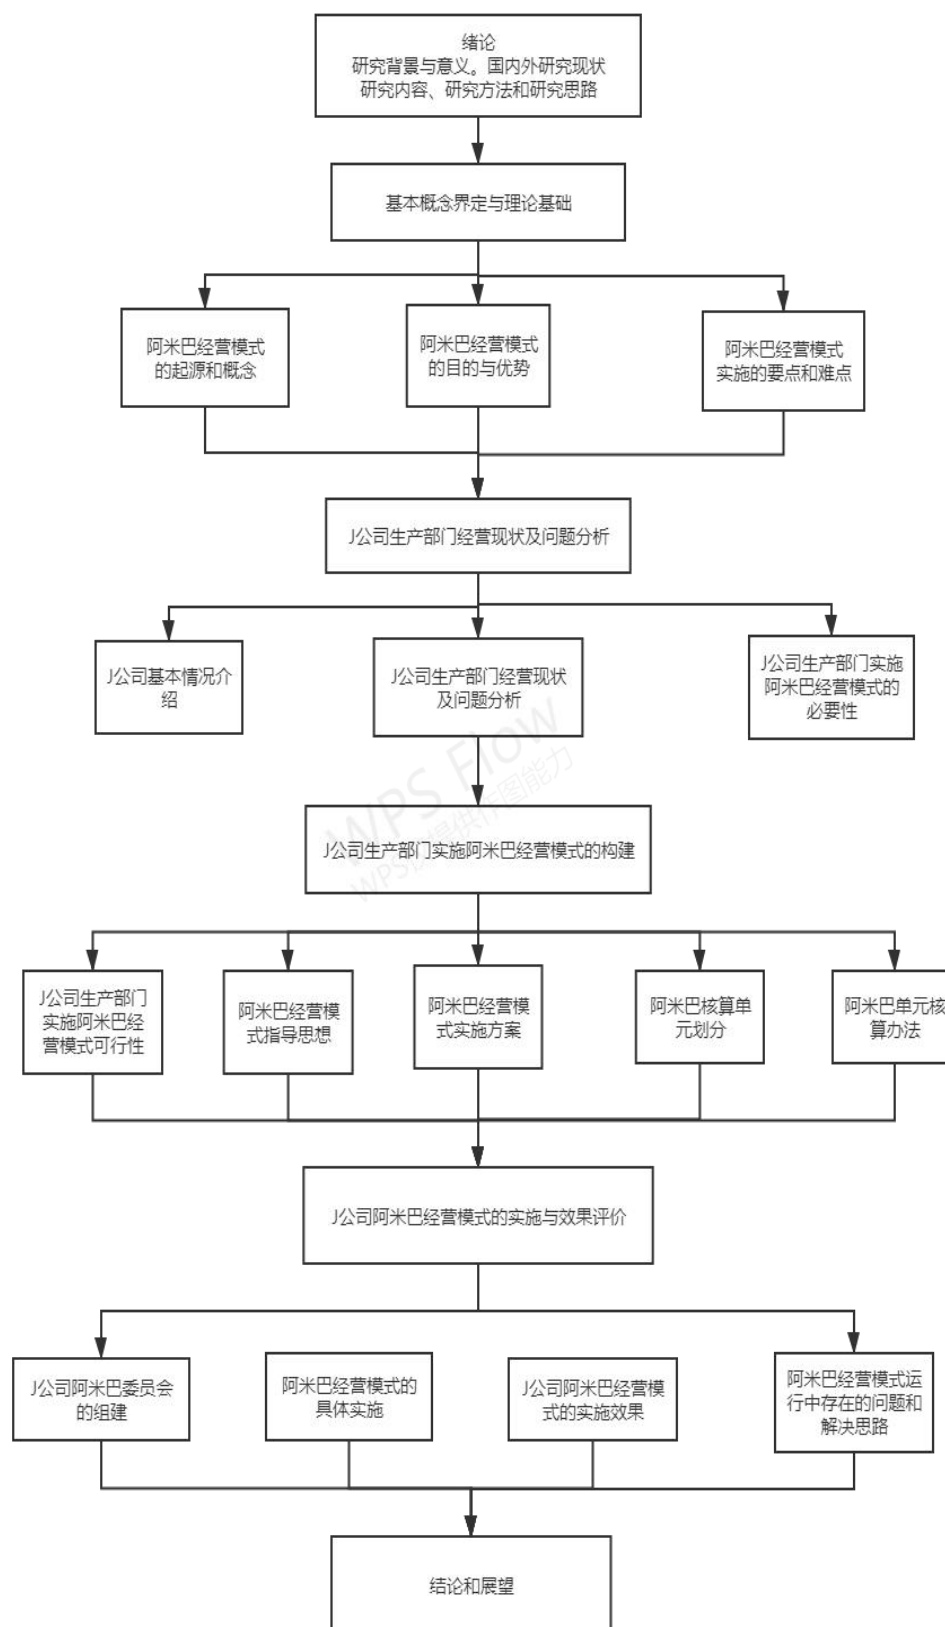 绪论
研究背景与意义。国内外研究现状
研究内容、研究方法和研究思路
基本概念界定与理论基础
阿米巴经营模式
的起源和概念
阿米巴经营模式
的目的与优势
阿米巴经营模式
实施的要点和难点
J公司生产部门经营现状及问题分析
J公司基本情况介
绍
J公司生产部门经营现状
及问题分析
J公司生产部门实施
阿米巴经营模式的
必要性
WPS Flow
J公司生产部门实施阿米巴经营模式的构建
J公司生产部门
实施阿米巴经
营模式可行性
阿米巴经营模
式指导思想
阿米巴经营模
式实施方案
阿米巴核算单
元划分
阿米巴单元核
算办法
J公司阿米巴经营模式的实施与效果评价
J公司阿米巴委员会
的组建
阿米巴经营模式的
具体实施
J公司阿米巴经营模
式的实施效果
阿米巴经营模式运
行中存在的问题和
解决思路
结论和展望